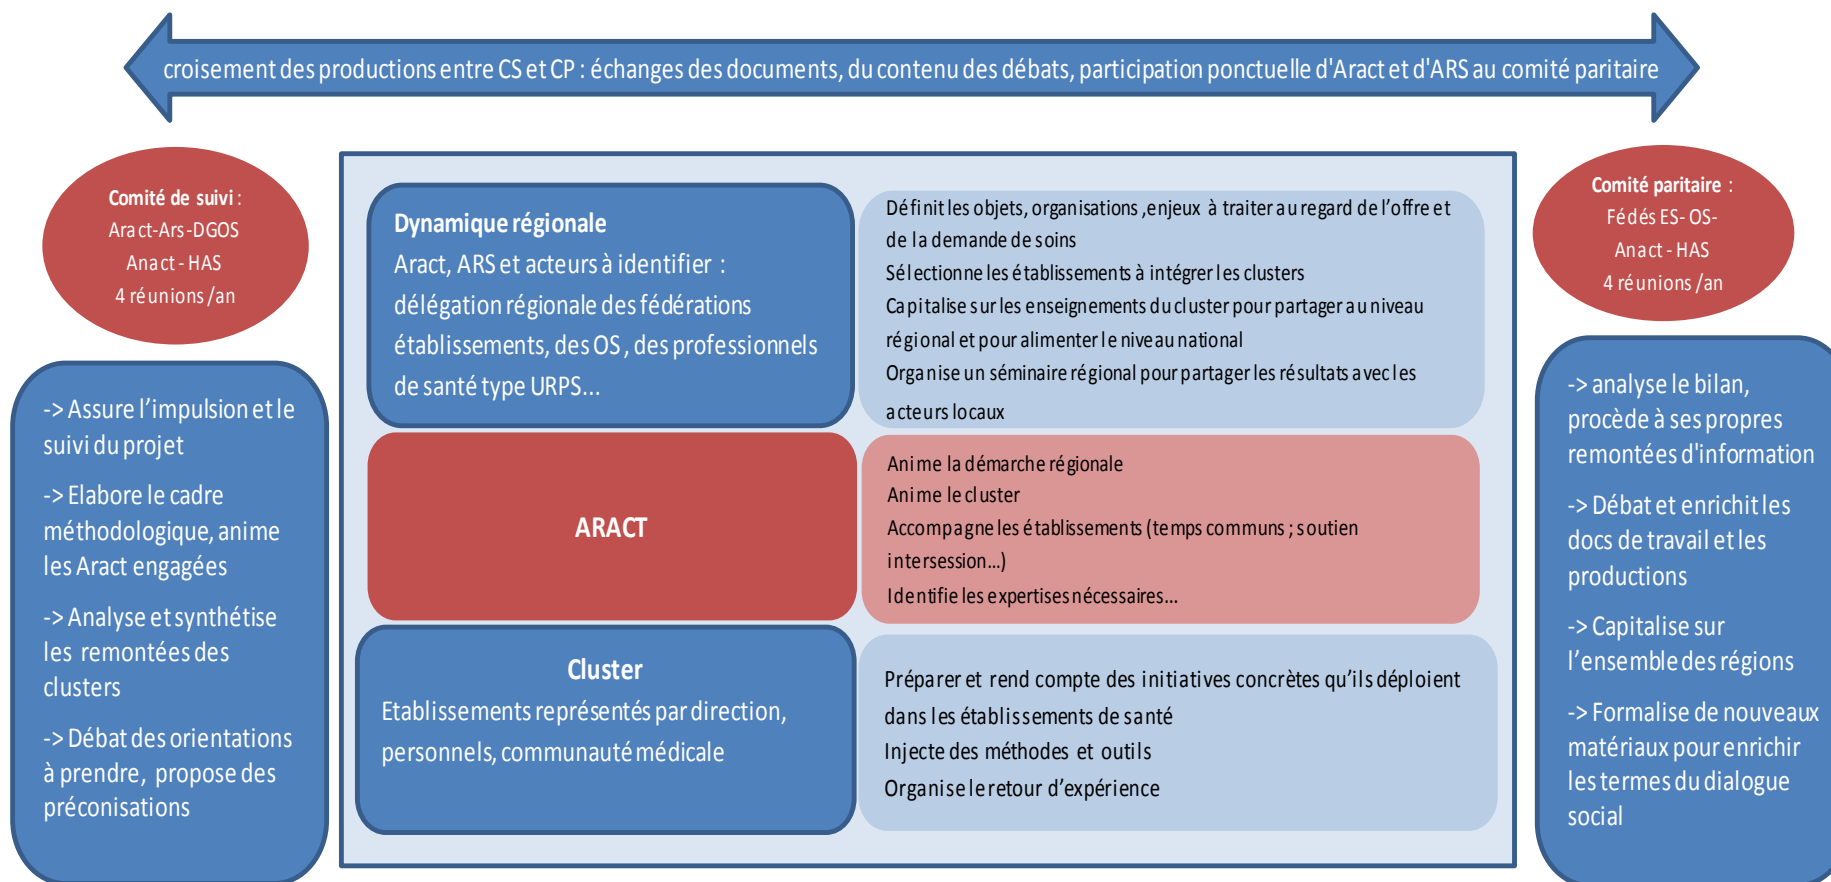 croisement des productions entre CS et CP : échanges des documents, du contenu des débats, participation ponctuelle d'Aract et d'ARS au comité paritaire
Comité de suivi :
Aract-Ars-DGOS
Anact - HAS
4 réunions /an
-> Assure l’impulsion et le
suivi du projet
-> Elabore le cadre
méthodologique, anime
les Aract engagées
-> Analyse et synthétise
les remontées des
clusters
-> Débat des orientations
à prendre, propose des
préconisations
Dynamique régionale
Aract, ARS et acteurs à identifier :
délégation régionale des fédérations
établissements, des OS , des professionnels
de santé type URPS...
Définit les objets, organisations ,enjeux à traiter au regard de l’offre et
de la demande de soins
Sélectionne les établissements à intégrer les clusters
Capitalise sur les enseignements du cluster pour partager au niveau
régional et pour alimenter le niveau national
Organise un séminaire régional pour partager les résultats avec les
acteurs locaux
ARACT
Anime la démarche régionale
Anime le cluster
Accompagne les établissements (temps communs ; soutien
intersession...)
Identifie les expertises nécessaires...
Cluster
Etablissements représentés par direction,
personnels, communauté médicale
Préparer et rend compte des initiatives concrètes qu’ils déploient
dans les établissements de santé
Injecte des méthodes et outils
Organise le retour d’expérience
Comité paritaire :
Fédés ES- OS-
Anact - HAS
4 réunions /an
-> analyse le bilan,
procède à ses propres
remontées d'information
-> Débat et enrichit les
docs de travail et les
productions
-> Capitalise sur
l’ensemble des régions
-> Formalise de nouveaux
matériaux pour enrichir
les termes du dialogue
social